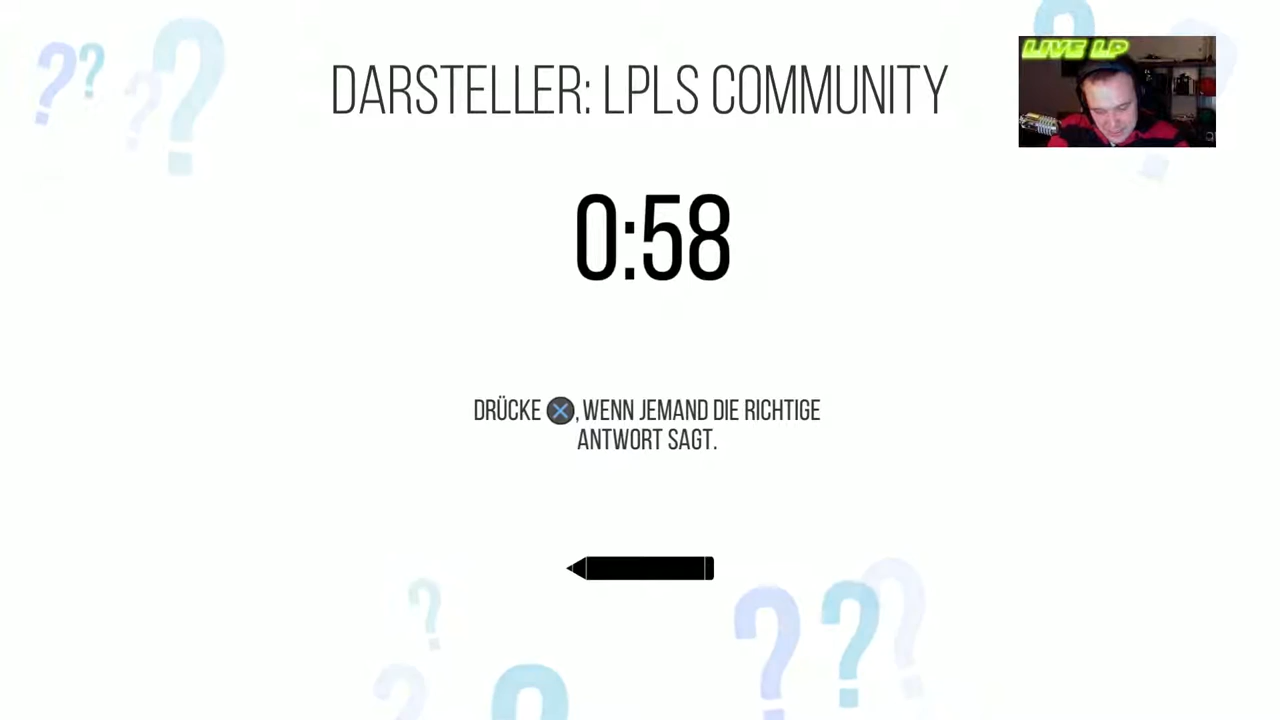 DARSTELLER: LPLS COMMUNITY
LIVE LP
0:58
DRÜCKE , WENN JEMAND DIE RICHTIGE
ANTWORT SAGT.